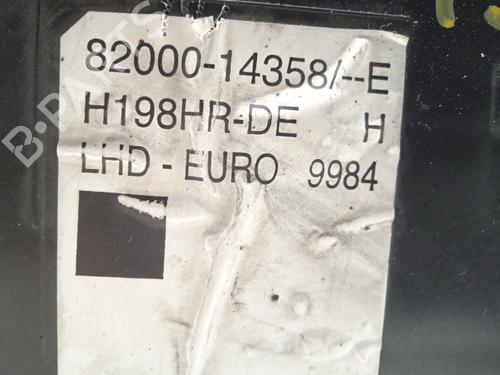 82000-14358/--E
H198HR-DE H
LHD - EURO 9984
B-PARTS